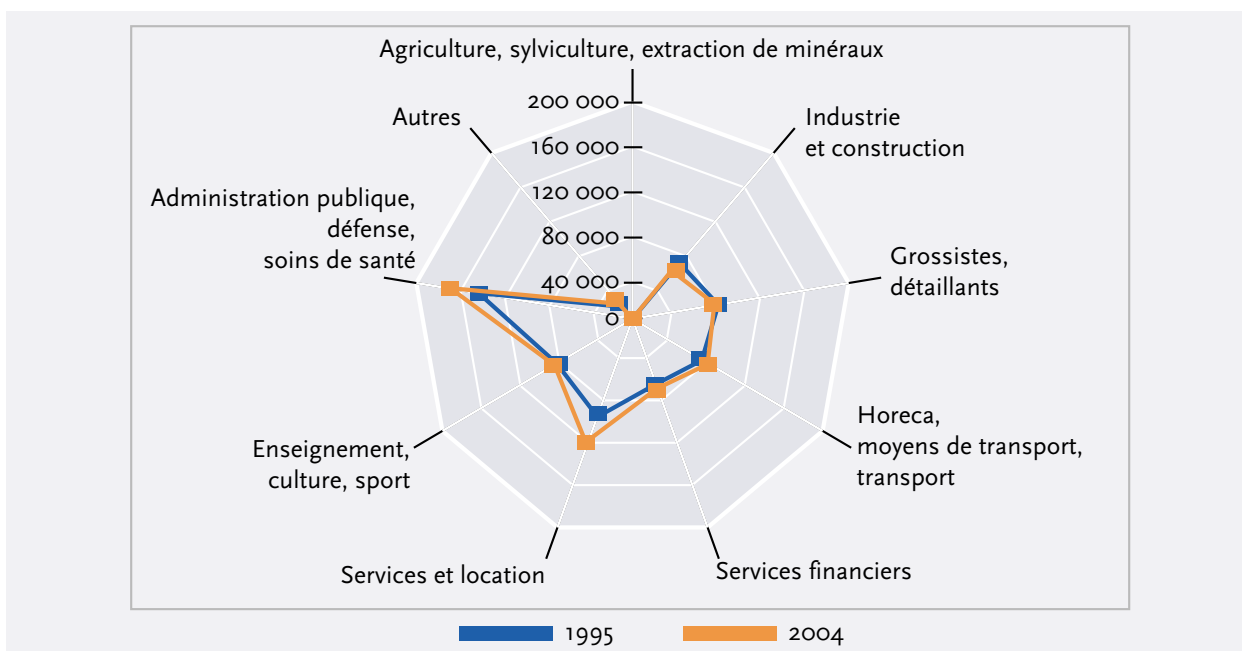 Agriculture, sylviculture, extraction de minéraux
200 000
160 000
120 000
80 000
40 000
0
Industrie
et construction
Grossistes,
détaillants
Horeca,
moyens de transport,
transport
Services financiers
Services et location
Enseignement,
culture, sport
Administration publique,
défense,
soins de santé
Autres
1995
2004